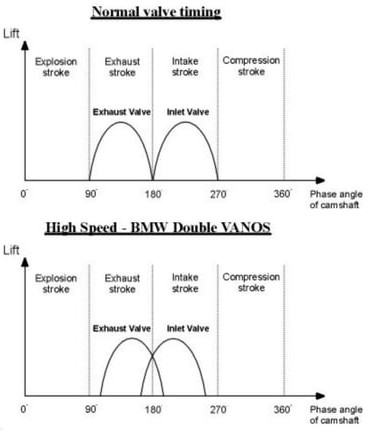 Normal valve timing
Lift
Explosion stroke
Exhaust stroke
Intake stroke
Compression stroke
Exhaust Valve
Inlet Valve
0°
90°
180
270
360°
Phase angle of camshaft
High Speed - BMW Double VANOS
Lift
Explosion stroke
Exhaust stroke
Intake stroke
Compression stroke
Exhaust Valve
Inlet Valve
0°
90°
180
270
360°
Phase angle of camshaft